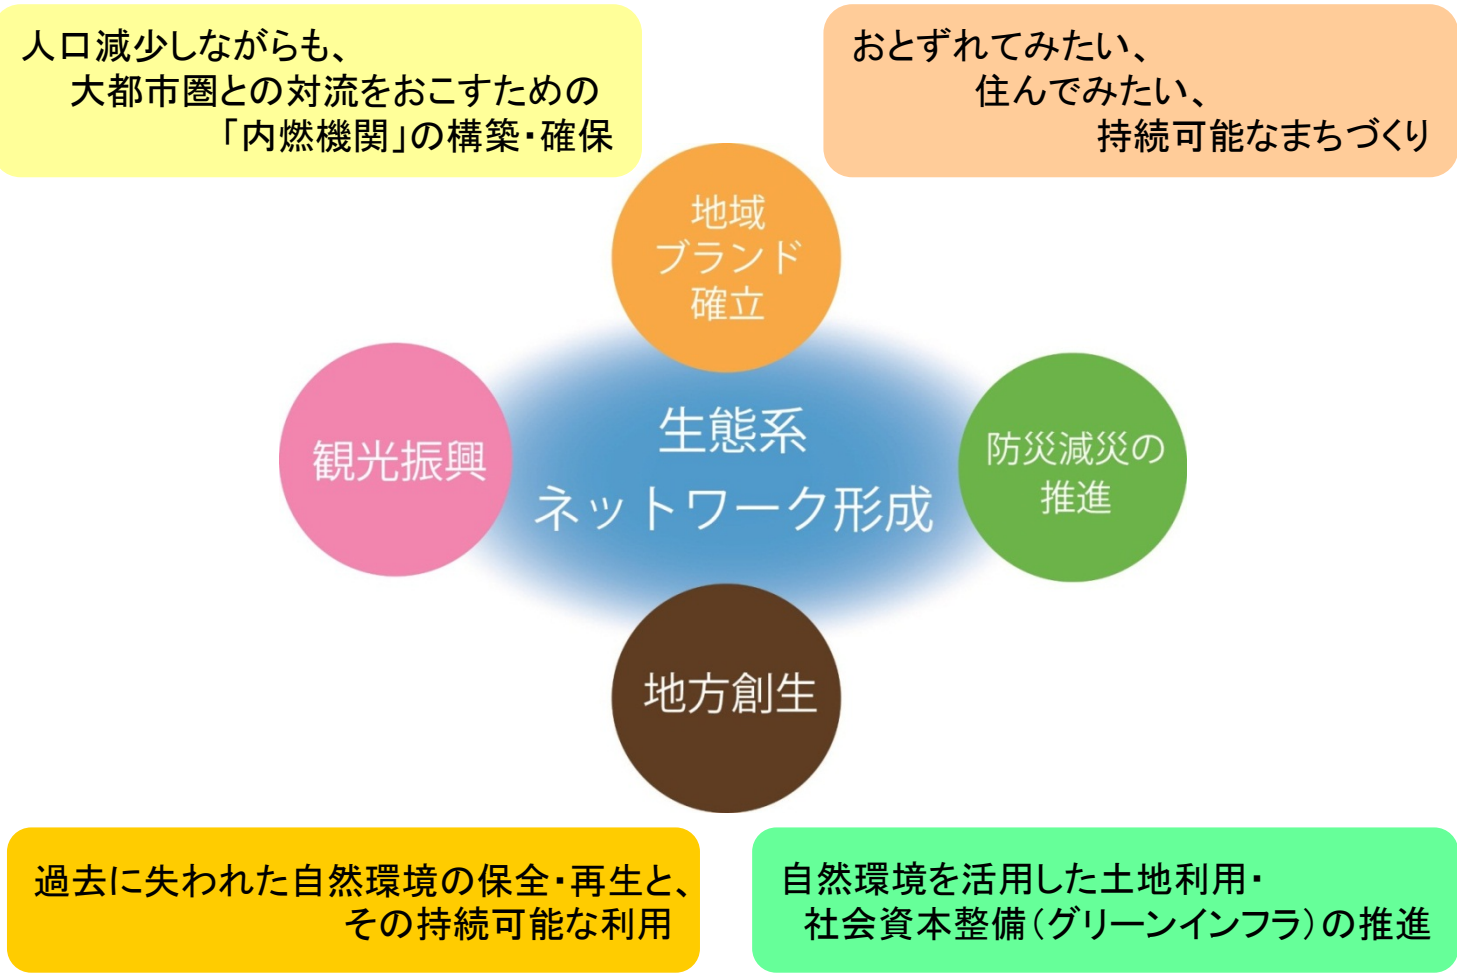 人口減少しながらも、
大都市圏との対流をおこすための
「内燃機関」の構築・確保
おとずれてみたい、
住んでみたい、
持続可能なまちづくり
地域
ブランド
確立
観光振興
生態系
ネットワーク形成
防災減災の
推進
地方創生
過去に失われた自然環境の保全・再生と、
その持続可能な利用
自然環境を活用した土地利用・
社会資本整備（グリーンインフラ）の推進